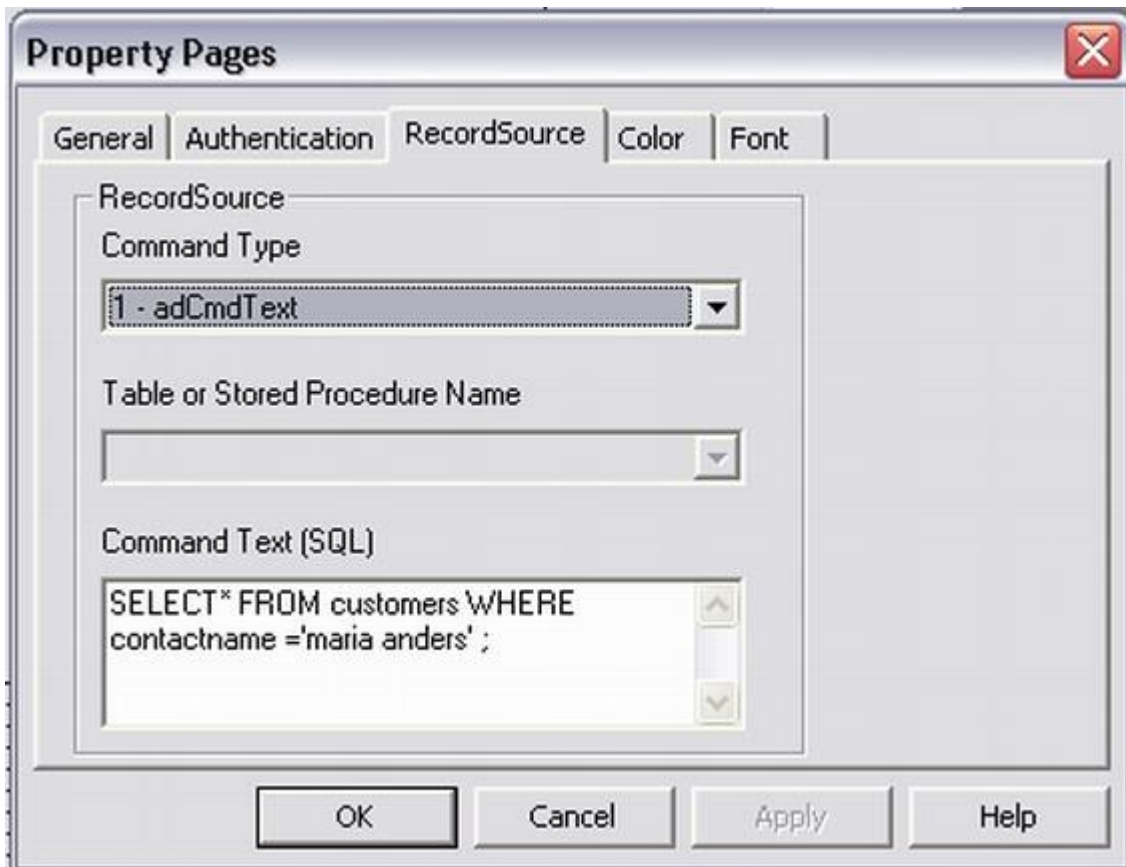 Property Pages
General Authentication RecordSource Color Font
RecordSource
Command Type
1 - adCmdText
Table or Stored Procedure Name
Command Text (SQL)
SELECT* FROM customers WHERE
contactname ='maria anders' ;
OK Cancel Apply Help